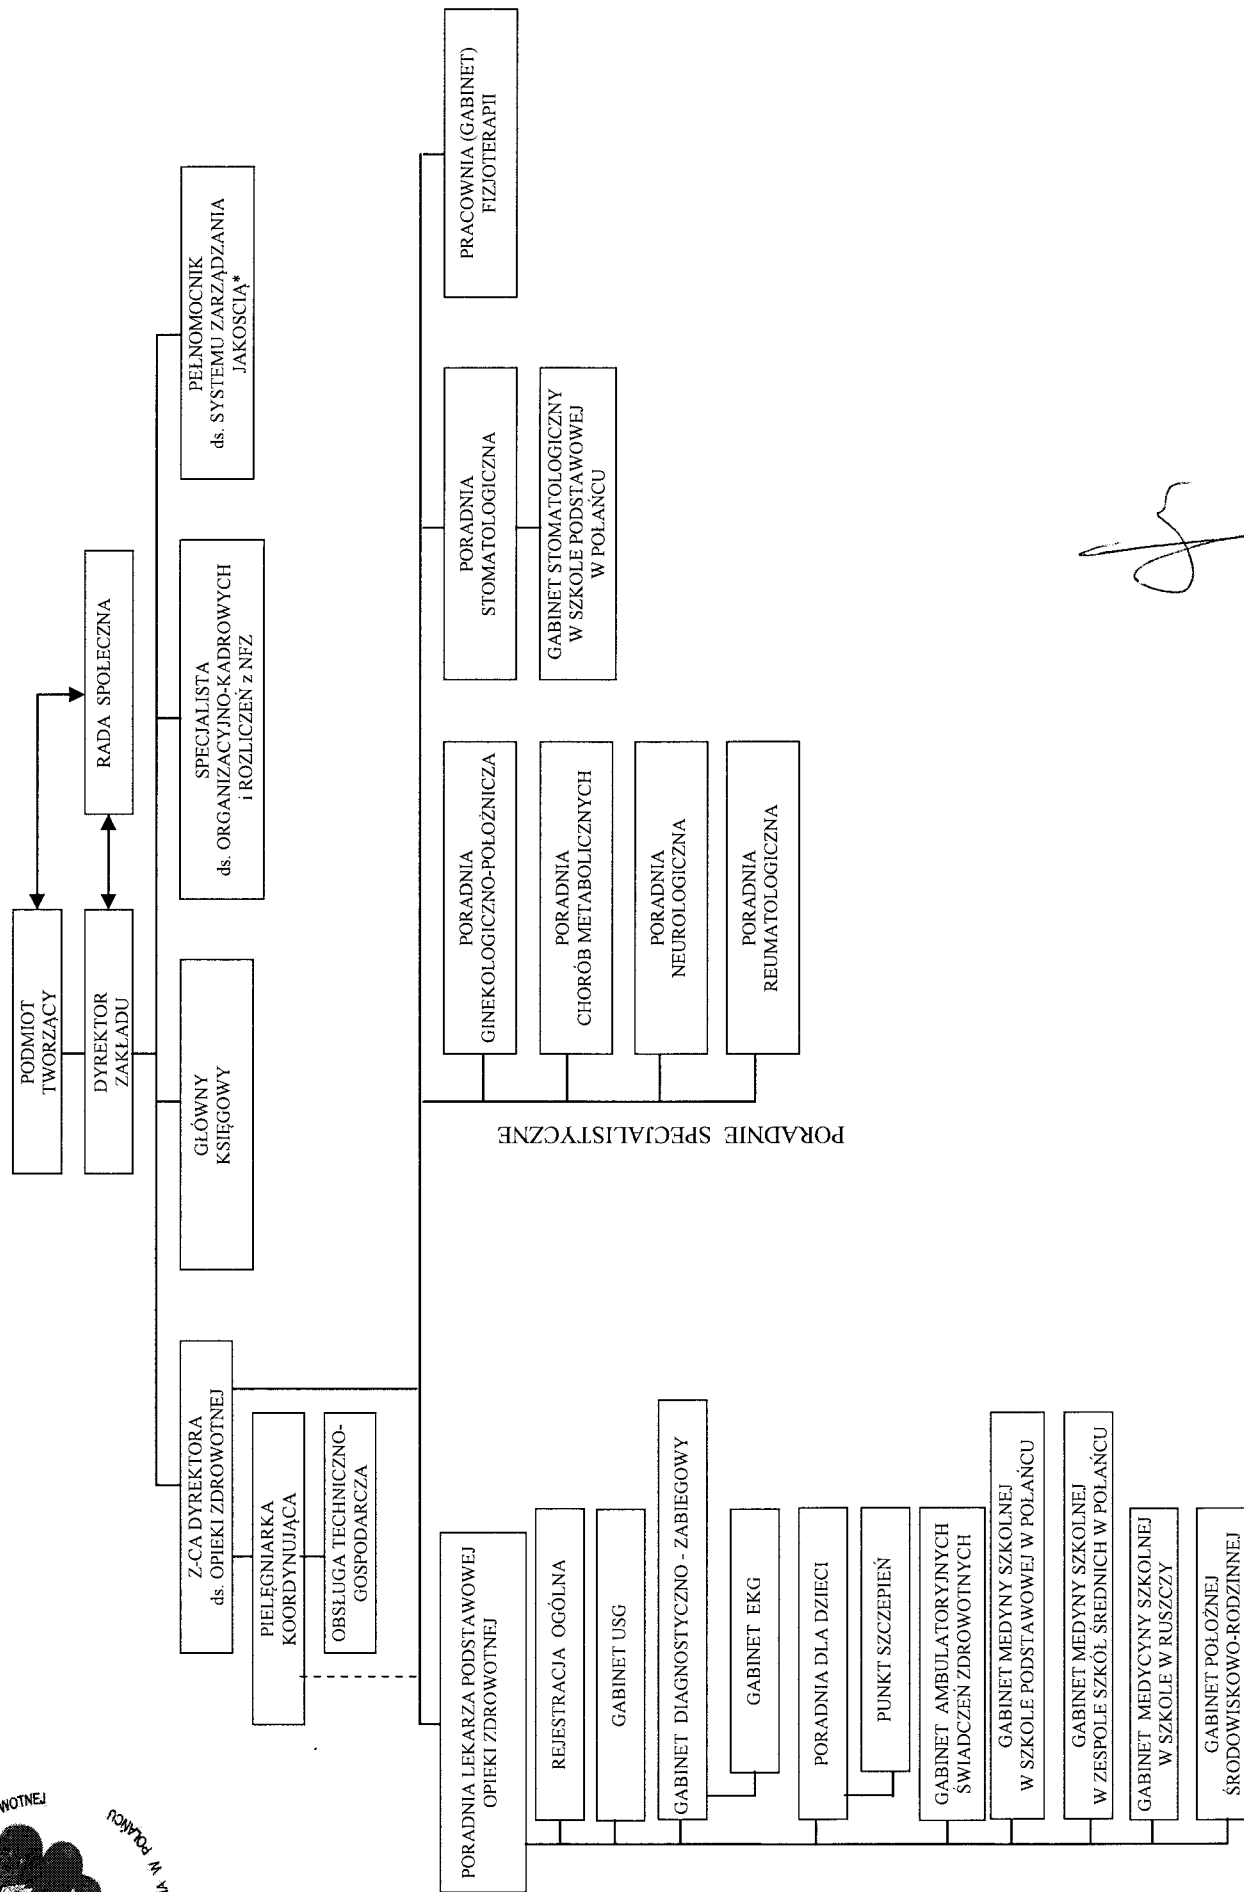 PODMIOT
TWORZĄCY
DYREKTOR
ZAKŁADU
RADA SPOŁECZNA
Z-CA DYREKTORA
ds. OPIEKI ZDROWOTNEJ
GŁÓWNY
KSIĘGOWY
SPECJALISTA
ds. ORGANIZACYJNO-KADROWYCH
i ROZLICZEŃ z NFZ
PEŁNOMOCNIK
ds. SYSTEMU ZARZĄDZANIA
JAKOSCIĄ*
PIELĘGNIARKA
KOORDYNUJĄCA
OBSŁUGA TECHNICZNO-
GOSPODARCZA
PORADNIA LEKARZA PODSTAWOWEJ
OPIEKI ZDROWOTNEJ
REJESTRACJA OGÓLNA
GABINET USG
GABINET DIAGNOSTYCZNO - ZABIEGOWY
GABINET EKG
PORADNIA DLA DZIECI
PUNKT SZCZEPIEŃ
GABINET AMBULATORYJNYCH
ŚWIADCZEŃ ZDROWOTNYCH
GABINET MEDYNY SZKOLNEJ
W SZKOLE PODSTAWOWEJ W POŁAŃCU
GABINET MEDYNY SZKOLNEJ
W ZESPOLE SZKÓŁ ŚREDNICH W POŁAŃCU
GABINET MEDYCYNY SZKOLNEJ
W SZKOLE W RUSZCZY
GABINET POŁOŻNEJ
ŚRODOWISKOWO-RODZINNEJ
PORADNIE SPECJALISTYCZNE
PORADNIA
GINEKOLOGICZNO-POŁOŻNICZA
PORADNIA
CHORÓB METABOLICZNYCH
PORADNIA
NEUROLOGICZNA
PORADNIA
REUMATOLOGICZNA
PORADNIA
STOMATOLOGICZNA
GABINET STOMATOLOGICZNY
W SZKOLE PODSTAWOWEJ
W POŁAŃCU
PRACOWNIA (GABINET)
FIZJOTERAPII
W POŁAŃCU